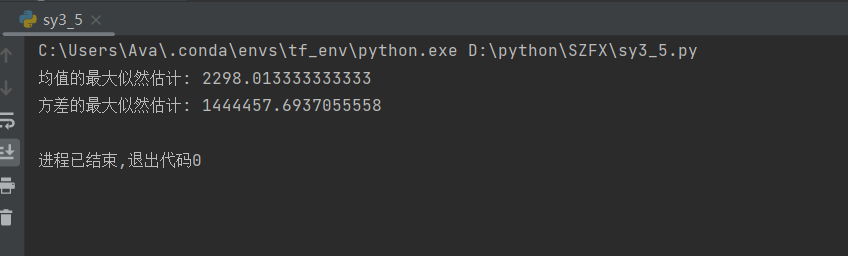 sy3_5
C:\Users\Ava\.conda\envs\tf_env\python.exe D:\python\SZFX\sy3_5.py
均值的最大似然估计: 2298.013333333333
方差的最大似然估计: 1444457.6937055558
进程已结束,退出代码0